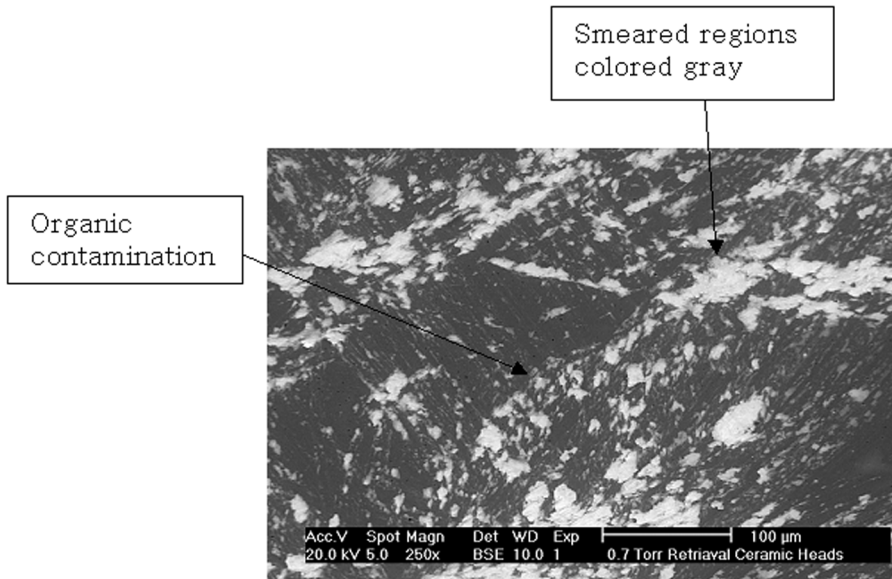 Smeared regions
colored gray
Organic
contamination
Acc.V Spot Magn Det WD Exp 100 µm
20.0 kV 5.0 250x BSE 10.0 1 0.7 Torr Retriaval Ceramic Heads